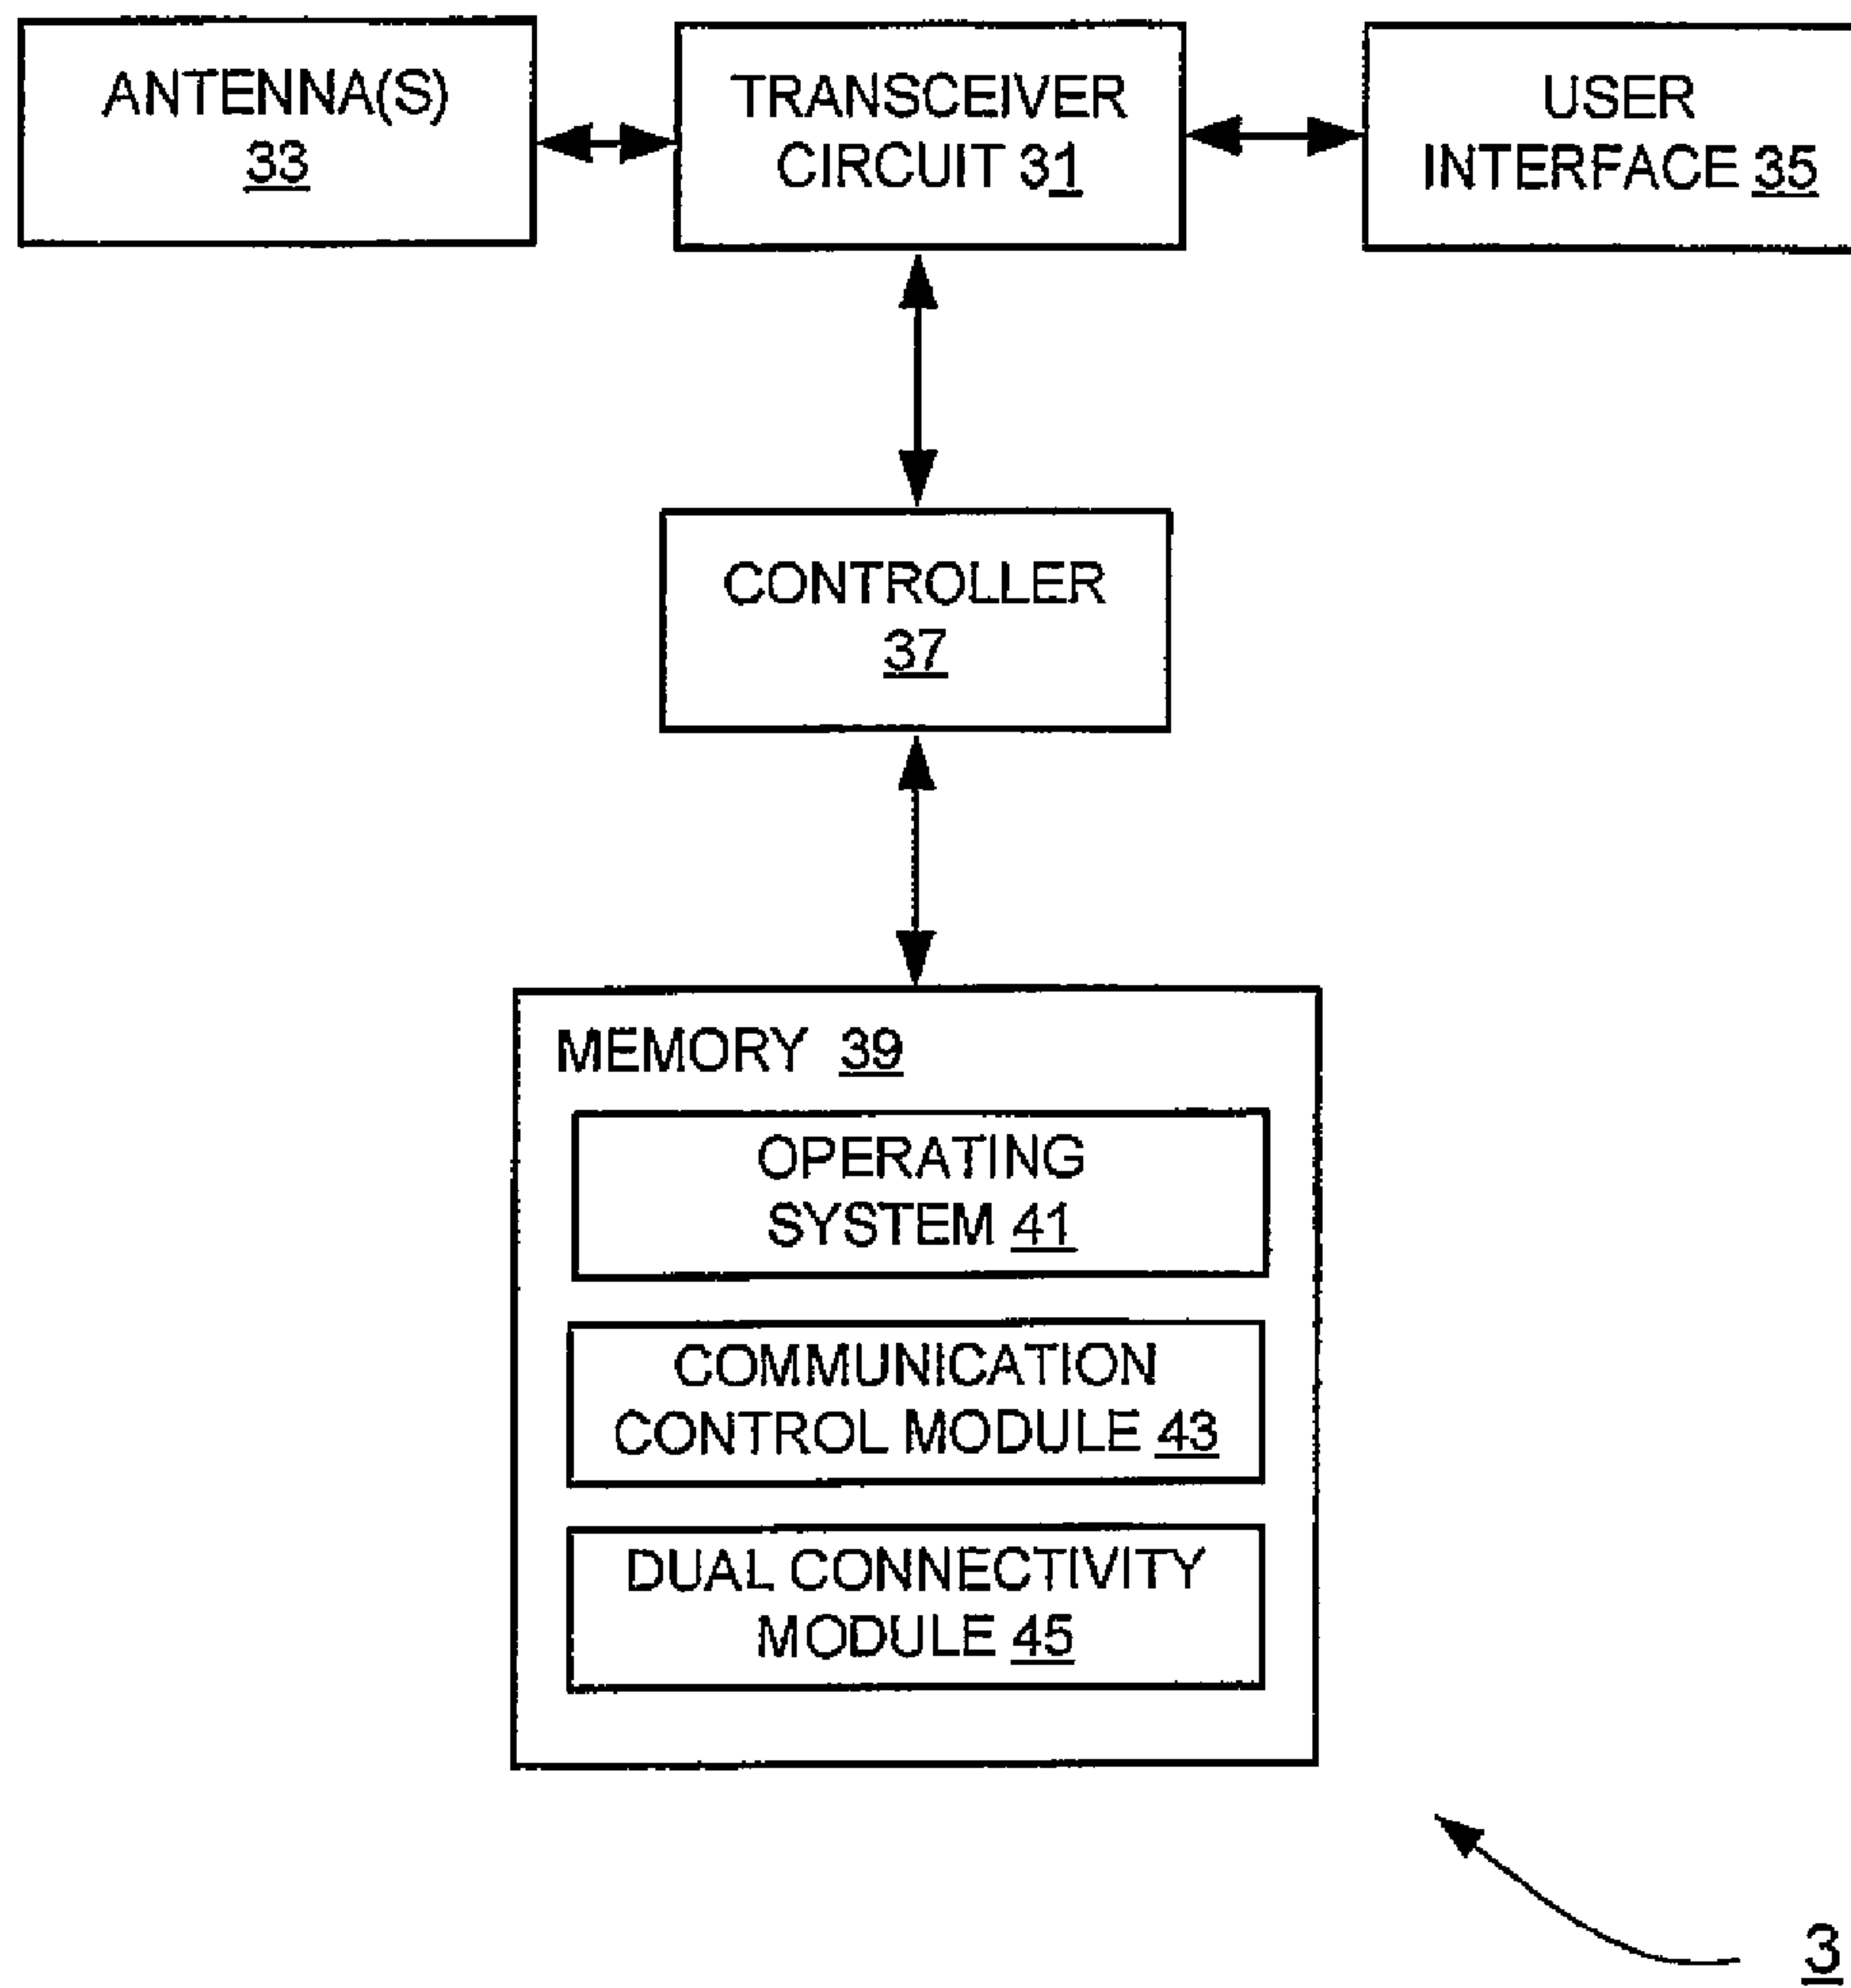 ANTENNA(S)
33
TRANSCEIVER
CIRCUIT 31
USER
INTERFACE 35
CONTROLLER
37
MEMORY 39
OPERATING
SYSTEM 41
COMMUNICATION
CONTROL MODULE 43
DUAL CONNECTIVITY
MODULE 45
3